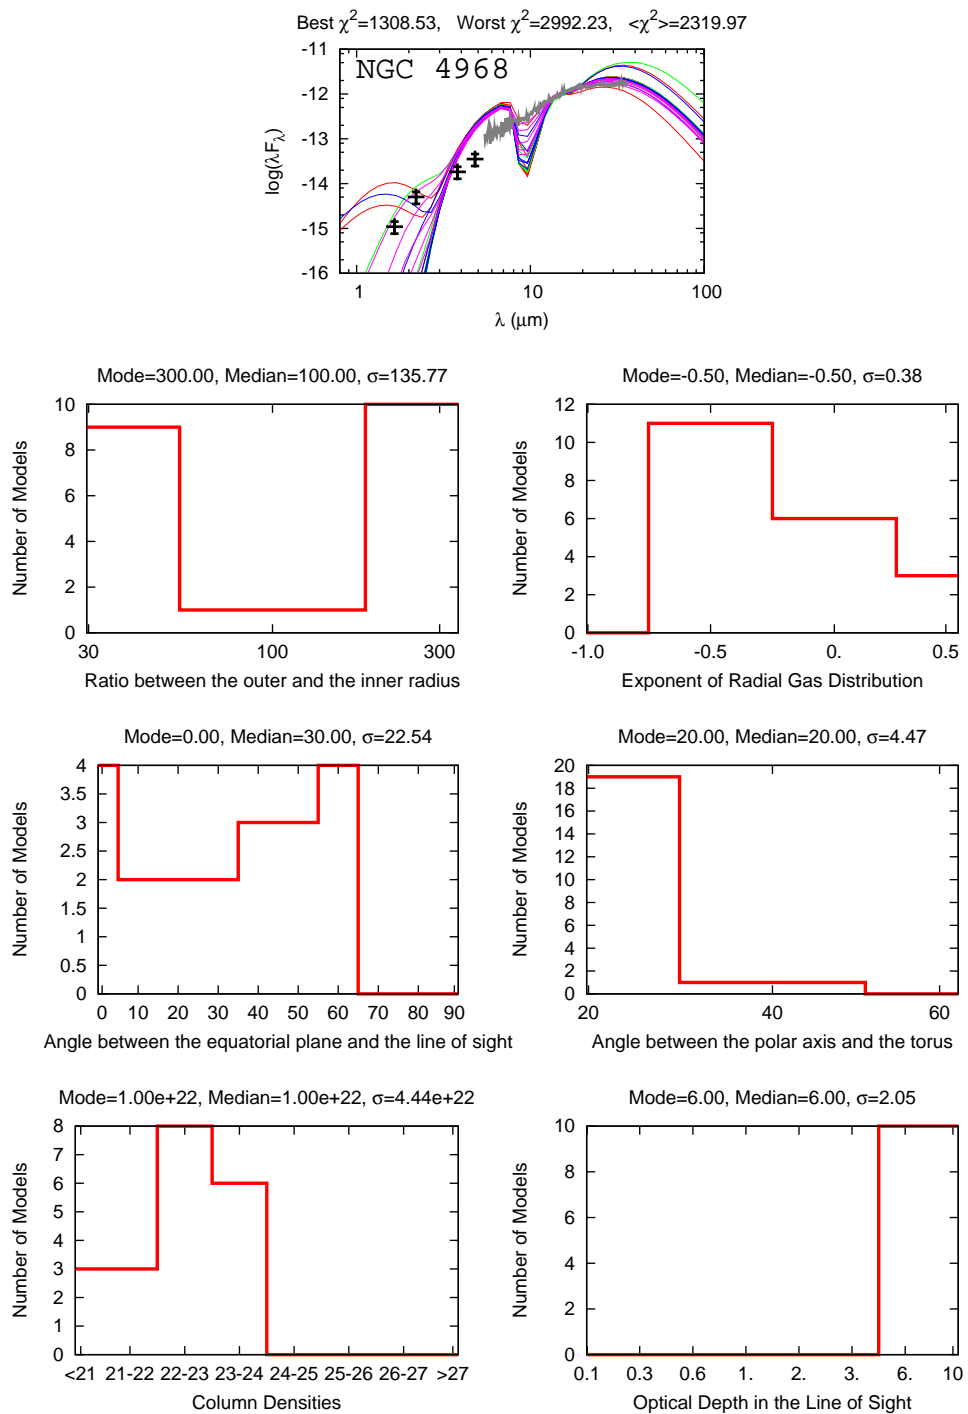 Best χ²=1308.53, Worst χ²=2992.23, <χ²>=2319.97
NGC 4968
-11
-12
-13
-14
-15
-16
log(λFλ)
1 10 100
λ (μm)
Mode=300.00, Median=100.00, σ=135.77
10
8
6
4
2
0
Number of Models
30 100 300
Ratio between the outer and the inner radius
Mode=-0.50, Median=-0.50, σ=0.38
12
10
8
6
4
2
0
Number of Models
-1.0 -0.5 0. 0.5
Exponent of Radial Gas Distribution
Mode=0.00, Median=30.00, σ=22.54
4
3.5
3
2.5
2
1.5
1
0.5
0
Number of Models
0 10 20 30 40 50 60 70 80 90
Angle between the equatorial plane and the line of sight
Mode=20.00, Median=20.00, σ=4.47
20
18
16
14
12
10
8
6
4
2
0
Number of Models
20 40 60
Angle between the polar axis and the torus
Mode=1.00e+22, Median=1.00e+22, σ=4.44e+22
8
7
6
5
4
3
2
1
0
Number of Models
<21 21-22 22-23 23-24 24-25 25-26 26-27 >27
Column Densities
Mode=6.00, Median=6.00, σ=2.05
10
8
6
4
2
0
Number of Models
0.1 0.3 0.6 1. 2. 3. 6. 10
Optical Depth in the Line of Sight